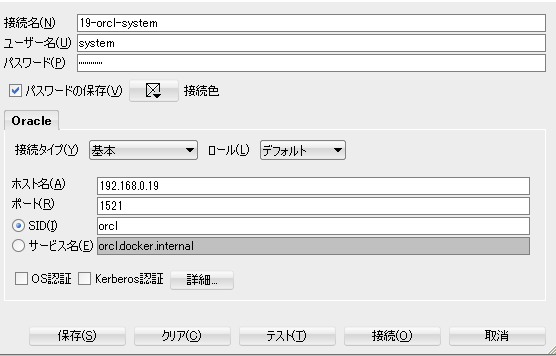 接続名(N) 19-orcl-system
ユーザー名(U) system
パスワード(P) ············
パスワードの保存(V) 接続色
Oracle
接続タイプ(Y) 基本 ロール(L) デフォルト
ホスト名(A) 192.168.0.19
ポート(R) 1521
SID(I) orcl
サービス名(E) orcl.docker.internal
OS認証 Kerberos認証 詳細...
保存(S) クリア(C) テスト(T) 接続(O) 取消